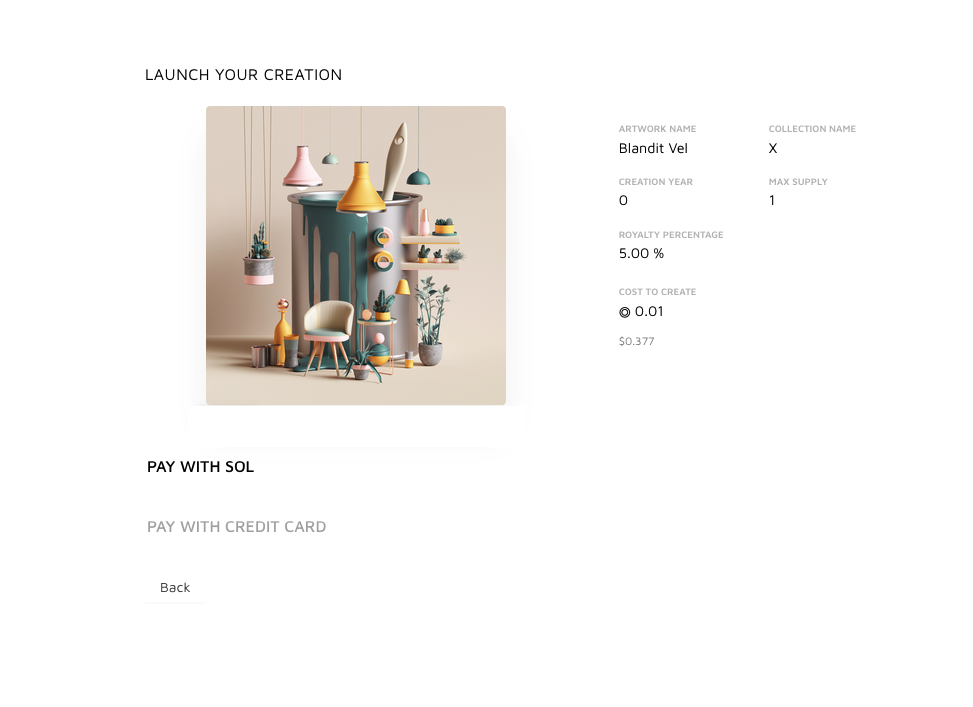 LAUNCH YOUR CREATION
ARTWORK NAME
Blandit Vel
COLLECTION NAME
X
CREATION YEAR
0
MAX SUPPLY
1
ROYALTY PERCENTAGE
5.00 %
COST TO CREATE
◎ 0.01
$0.377
PAY WITH SOL
PAY WITH CREDIT CARD
Back